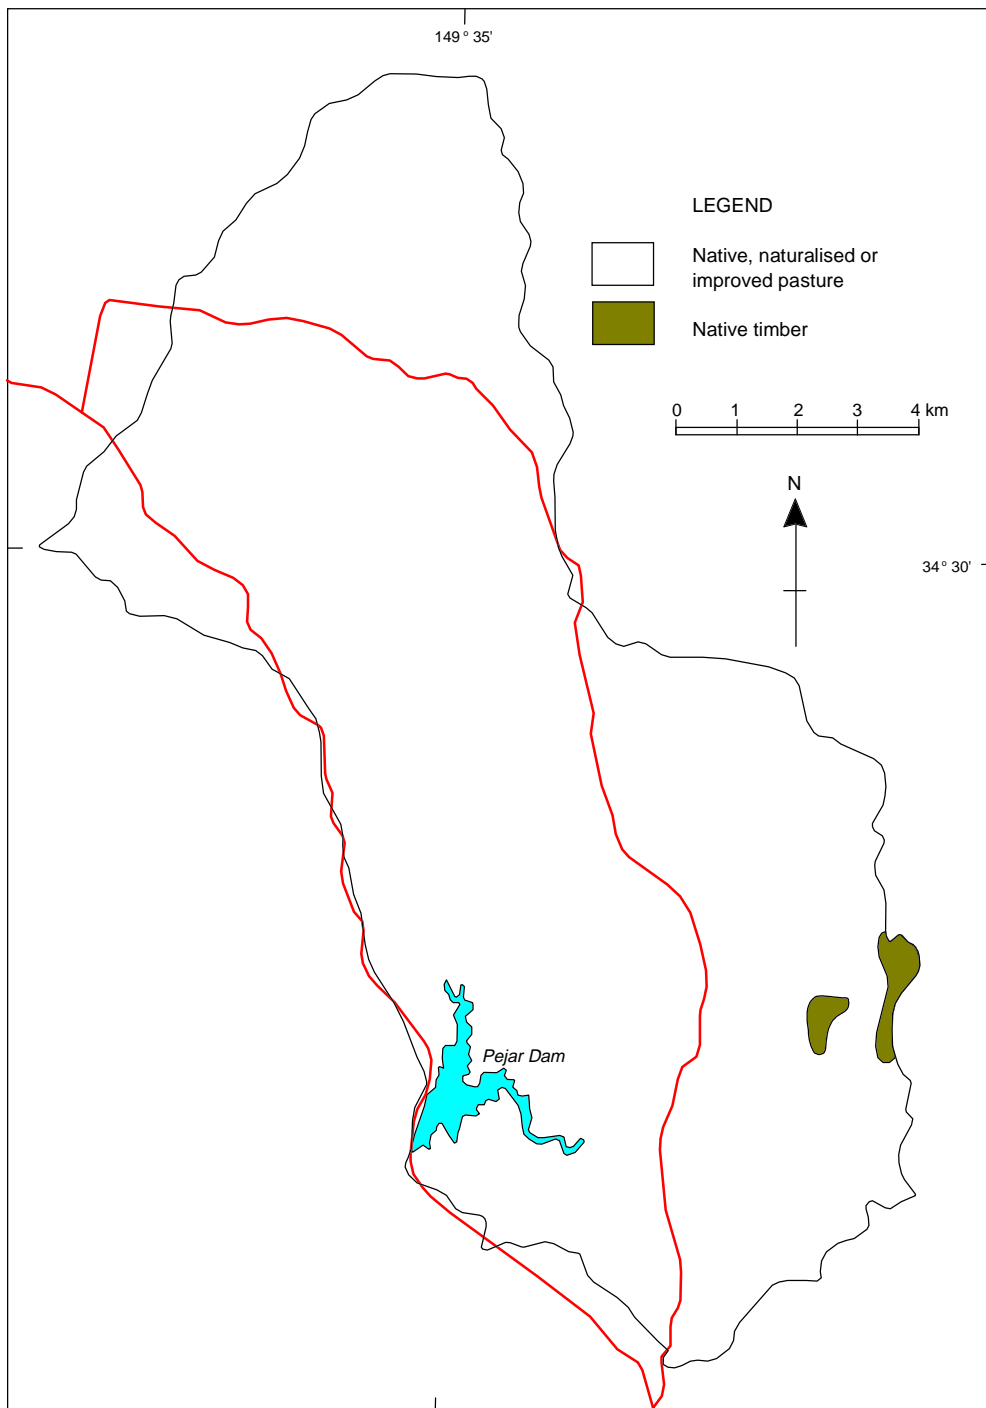 149° 35'
LEGEND
Native, naturalised or
improved pasture
Native timber
0 1 2 3 4 km
N
34° 30'
Pejar Dam